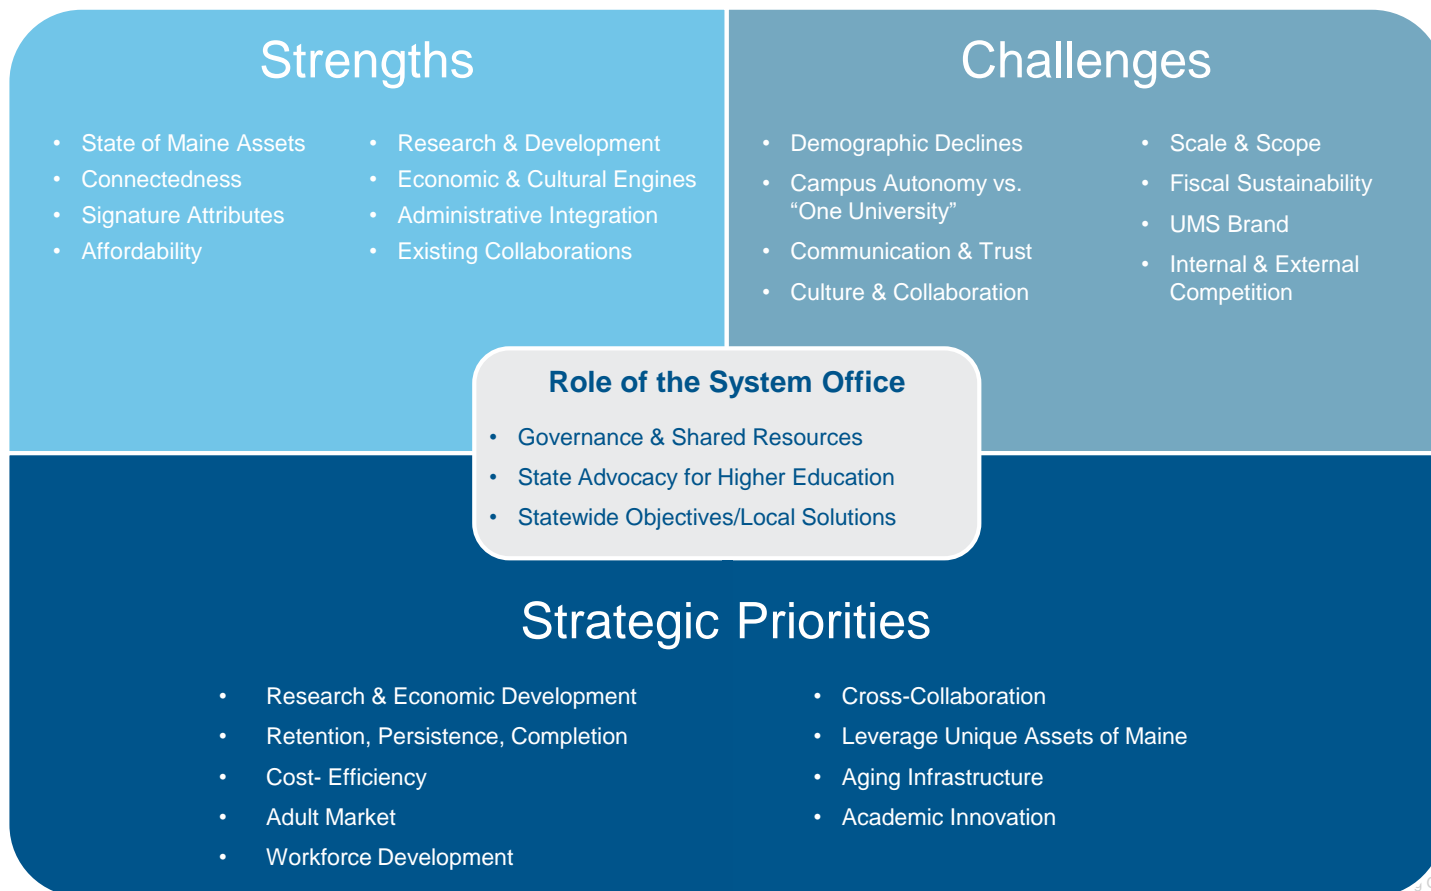 Strengths
• State of Maine Assets
• Connectedness
• Signature Attributes
• Affordability
• Research & Development
• Economic & Cultural Engines
• Administrative Integration
• Existing Collaborations
Challenges
• Demographic Declines
• Campus Autonomy vs.
“One University”
• Communication & Trust
• Culture & Collaboration
• Scale & Scope
• Fiscal Sustainability
• UMS Brand
• Internal & External
Competition
Role of the System Office
• Governance & Shared Resources
• State Advocacy for Higher Education
• Statewide Objectives/Local Solutions
Strategic Priorities
• Research & Economic Development
• Retention, Persistence, Completion
• Cost- Efficiency
• Adult Market
• Workforce Development
• Cross-Collaboration
• Leverage Unique Assets of Maine
• Aging Infrastructure
• Academic Innovation